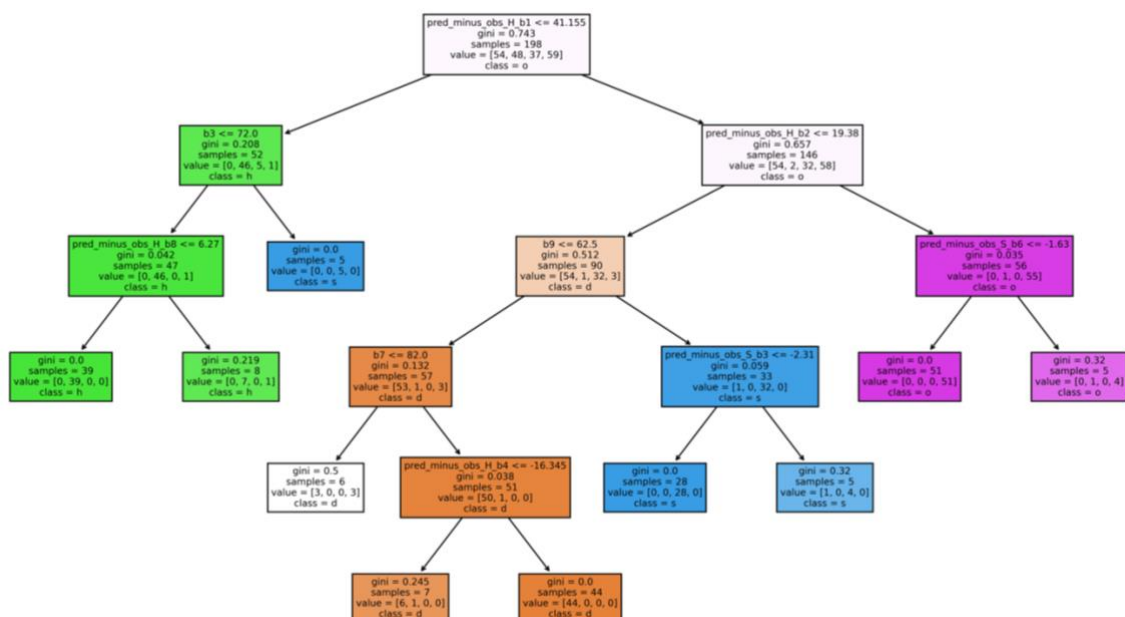 pred_minus_obs_H_b1 <= 41.155
gini = 0.743
samples = 198
value = [54, 48, 37, 59]
class = o
b3 <= 72.0
gini = 0.208
samples = 52
value = [0, 46, 5, 1]
class = h
pred_minus_obs_H_b2 <= 19.38
gini = 0.657
samples = 146
value = [54, 2, 32, 58]
class = o
pred_minus_obs_H_b8 <= 6.27
gini = 0.042
samples = 47
value = [0, 46, 0, 1]
class = h
gini = 0.0
samples = 5
value = [0, 0, 5, 0]
class = s
b9 <= 62.5
gini = 0.512
samples = 90
value = [54, 1, 32, 3]
class = d
pred_minus_obs_S_b6 <= -1.63
gini = 0.035
samples = 56
value = [0, 1, 0, 55]
class = o
gini = 0.0
samples = 39
value = [0, 39, 0, 0]
class = h
gini = 0.219
samples = 8
value = [0, 7, 0, 1]
class = h
b7 <= 82.0
gini = 0.132
samples = 57
value = [53, 1, 0, 3]
class = d
pred_minus_obs_S_b3 <= -2.31
gini = 0.059
samples = 33
value = [1, 0, 32, 0]
class = s
gini = 0.0
samples = 51
value = [0, 0, 0, 51]
class = o
gini = 0.32
samples = 5
value = [0, 1, 0, 4]
class = o
gini = 0.5
samples = 6
value = [3, 0, 0, 3]
class = d
pred_minus_obs_H_b4 <= -16.345
gini = 0.038
samples = 51
value = [50, 1, 0, 0]
class = d
gini = 0.0
samples = 28
value = [0, 0, 28, 0]
class = s
gini = 0.32
samples = 5
value = [1, 0, 4, 0]
class = s
gini = 0.245
samples = 7
value = [6, 1, 0, 0]
class = d
gini = 0.0
samples = 44
value = [44, 0, 0, 0]
class = d